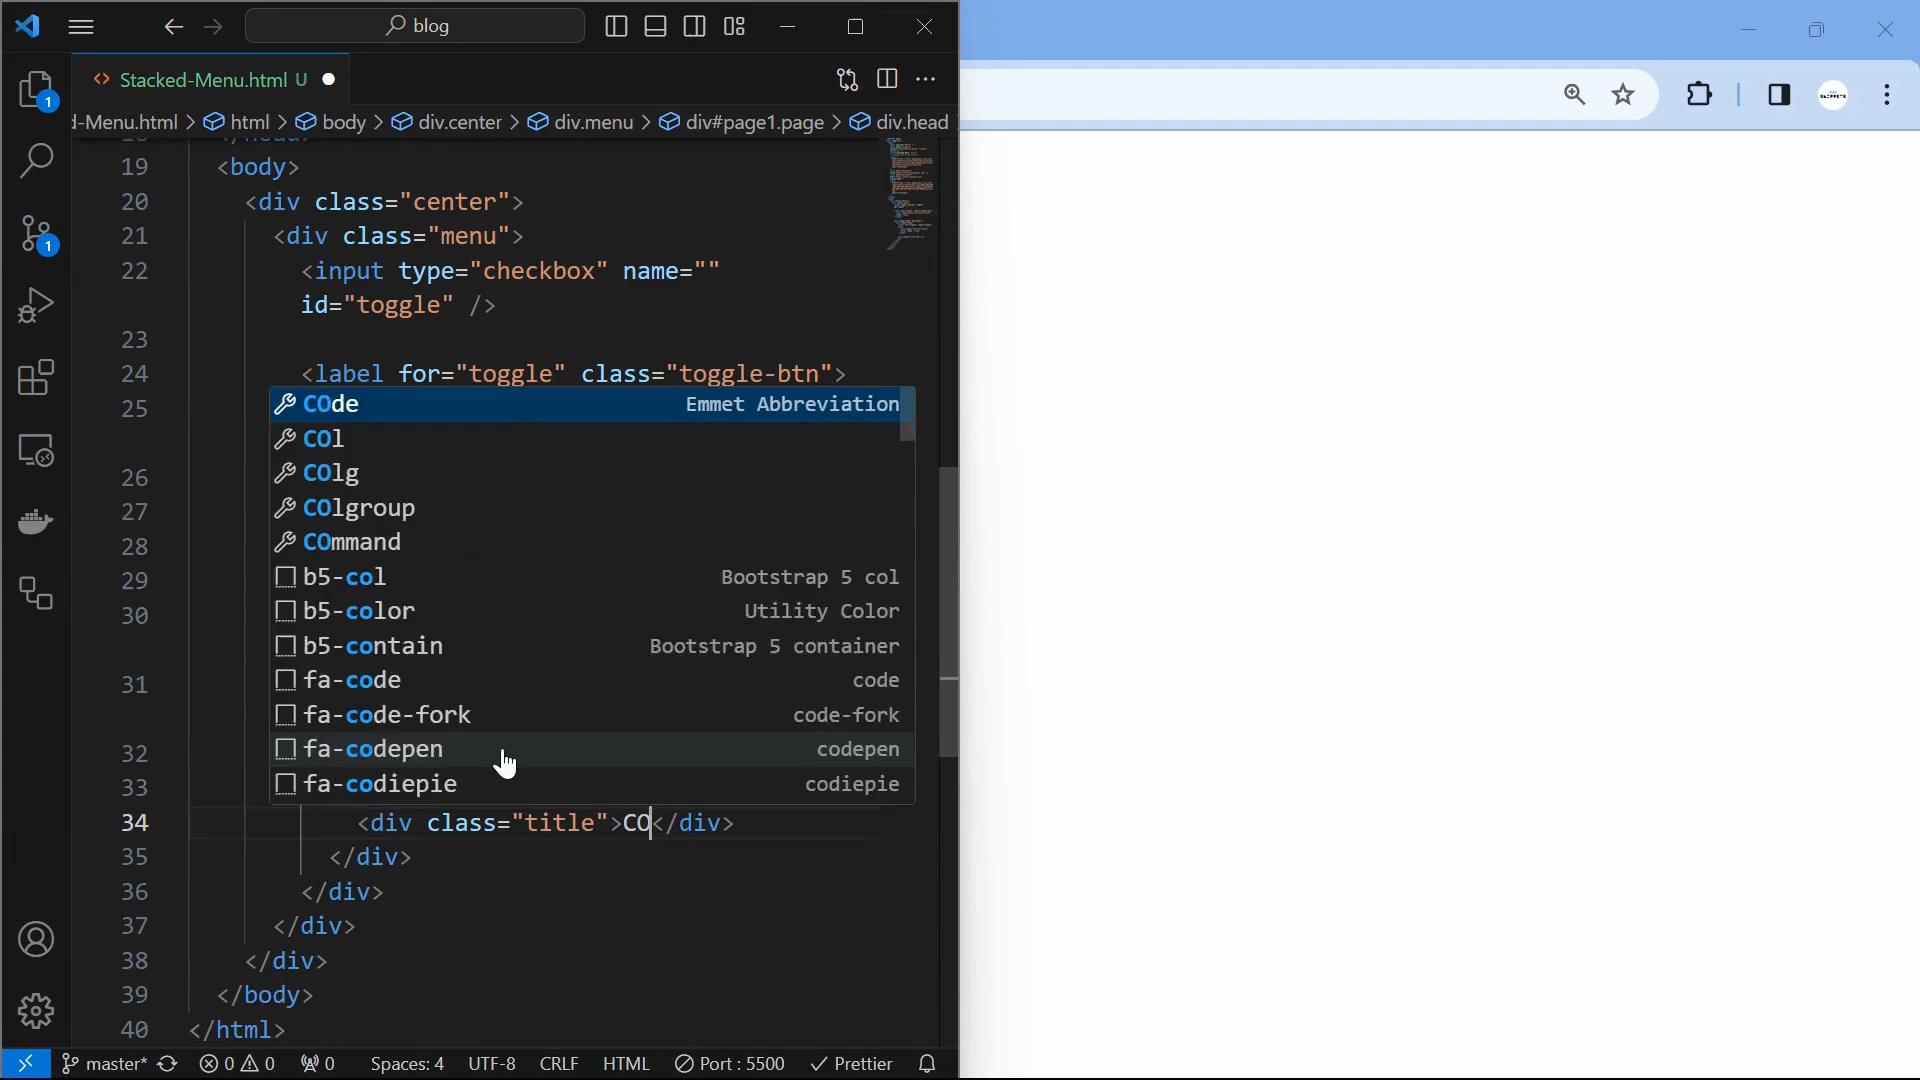 blog
Stacked-Menu.html U
1
d-Menu.html > html > body > div.center > div.menu > div#page1.page > div.head
19 <body>
20 <div class="center">
21 <div class="menu">
22 <input type="checkbox" name=""
id="toggle" />
23
24 <label for="toggle" class="toggle-btn">
25
COde Emmet Abbreviation
COl
COlg
26
COlgroup
27
COmmand
28
b5-col Bootstrap 5 col
29
b5-color Utility Color
30
b5-contain Bootstrap 5 container
fa-code code
31
fa-code-fork code-fork
fa-codepen codepen
32
fa-codiepie codiepie
33
34 <div class="title">CO</div>
35 </div>
36 </div>
37 </div>
38 </div>
39 </body>
40 </html>
1
master* 0 0 0 Spaces: 4 UTF-8 CRLF HTML Port : 5500 Prettier